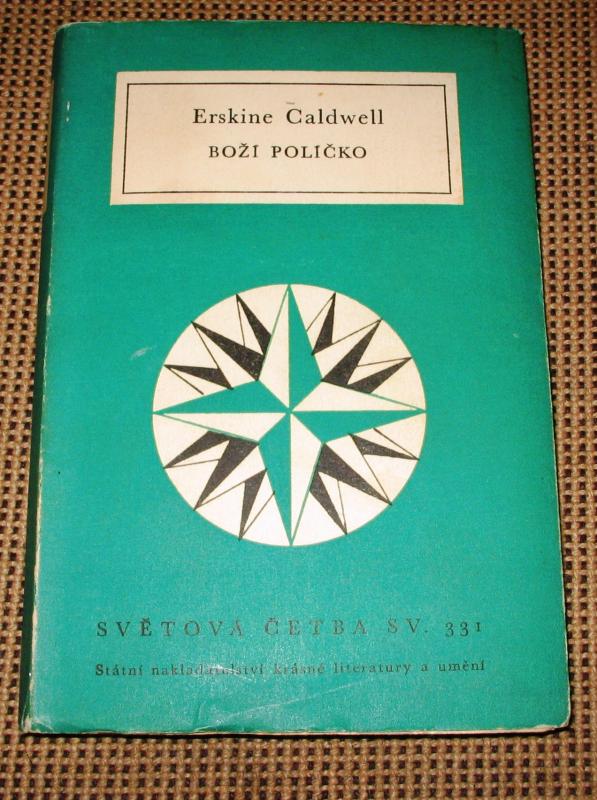 Erskine Caldwell
BOŽÍ POLÍČKO
SVĚTOVÁ ČETBA SV. 331
Státní nakladatelství krásné literatury a umění